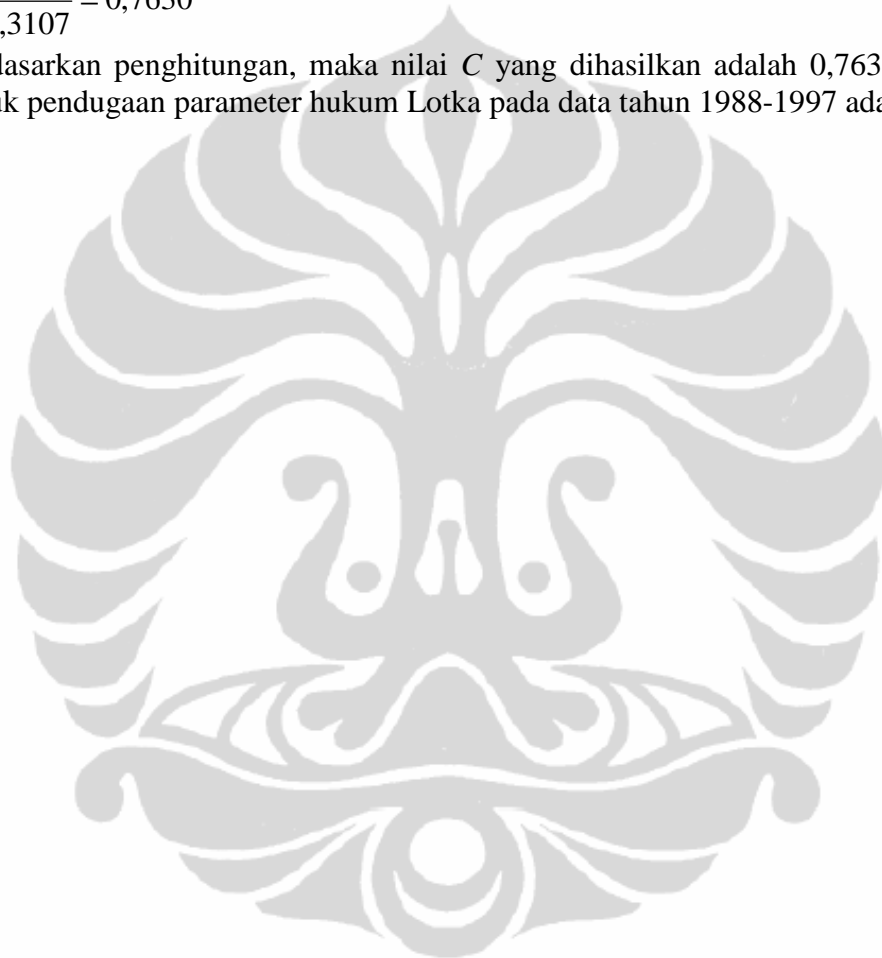 ,3107 = 0,7630
dasarkan penghitungan, maka nilai C yang dihasilkan adalah 0,763
uk pendugaan parameter hukum Lotka pada data tahun 1988-1997 ada